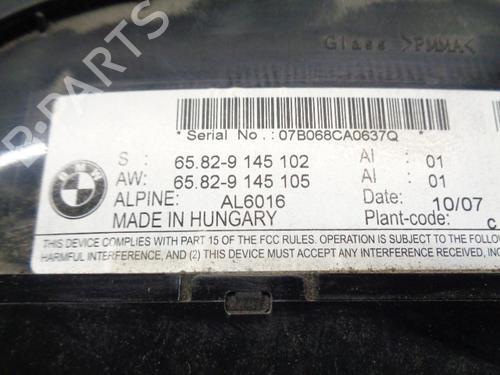 Glass >PMMA<
* Serial No.: 07B068CA0637Q *
S : 65.82-9 145 102 AI : 01
AW: 65.82-9 145 105 AI : 01
ALPINE: AL6016 Date: 10/07
MADE IN HUNGARY Plant-code: C
THIS DEVICE COMPLIES WITH PART 15 OF THE FCC RULES. OPERATION IS SUBJECT TO THE FOLLOW
HARMFUL INTERFERENCE, AND (2) THIS DEVICE MUST ACCEPT ANY INTERFERENCE RECEIVED, INC
BMW
B-PARTS